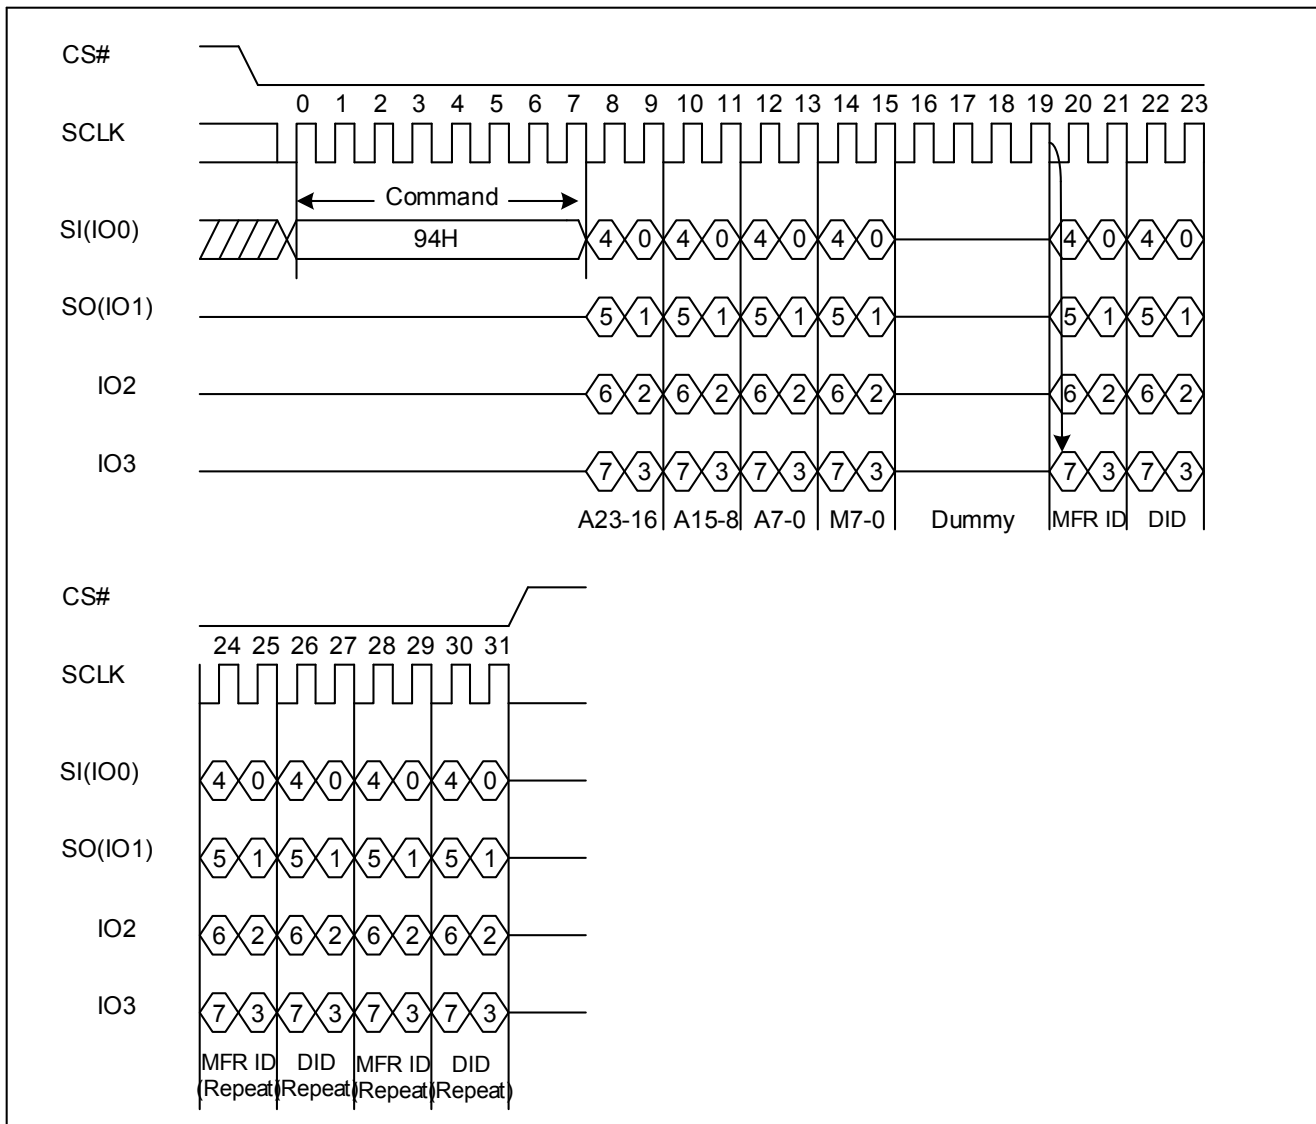 CS#
0 1 2 3 4 5 6 7 8 9 10 11 12 13 14 15 16 17 18 19 20 21 22 23
SCLK
Command
SI(IO0) 94H 4 0 4 0 4 0 4 0 4 0 4 0
SO(IO1) 5 1 5 1 5 1 5 1 5 1 5 1
IO2 6 2 6 2 6 2 6 2 6 2 6 2
IO3 7 3 7 3 7 3 7 3 7 3 7 3
A23-16 A15-8 A7-0 M7-0 Dummy MFR ID DID
CS#
24 25 26 27 28 29 30 31
SCLK
SI(IO0) 4 0 4 0 4 0 4 0
SO(IO1) 5 1 5 1 5 1 5 1
IO2 6 2 6 2 6 2 6 2
IO3 7 3 7 3 7 3 7 3
MFR ID DID MFR ID DID
(Repeat) (Repeat) (Repeat) (Repeat)